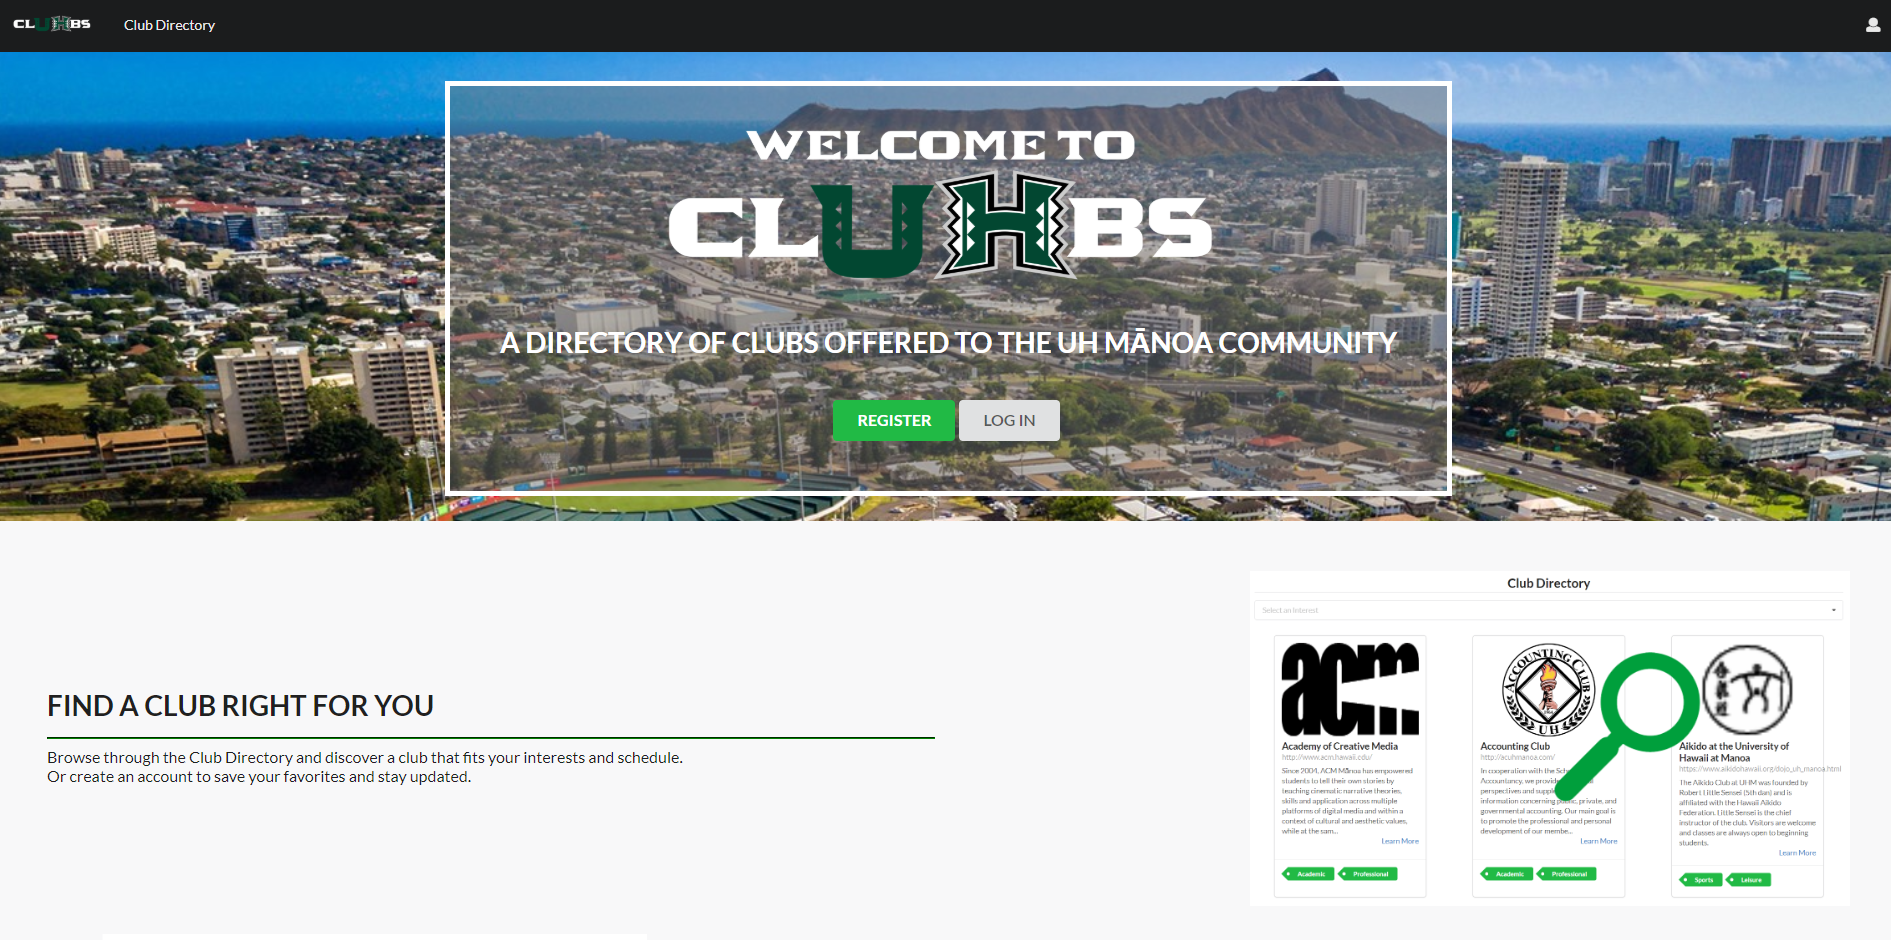 CLUHBS Club Directory
WELCOME TO
CLUHBS
A DIRECTORY OF CLUBS OFFERED TO THE UH MĀNOA COMMUNITY
REGISTER LOG IN
FIND A CLUB RIGHT FOR YOU
Browse through the Club Directory and discover a club that fits your interests and schedule.
Or create an account to save your favorites and stay updated.
Club Directory
Select an Interest
acm
Academy of Creative Media
http://www.acm.hawaii.edu/
Since 2004, ACM Mānoa has empowered
students to tell their own stories by
teaching cinematic narrative theories,
skills and application across multiple
platforms of digital media and within a
context of cultural and aesthetic values,
while at the sam...
Learn More
Academic Professional
ACCOUNTING CLUB
UH
Accounting Club
http://acuhmanoa.com/
In cooperation with the
Accountancy, we provide
perspectives and
information concerning private, and
governmental accounting. Our main goal is
to promote the professional and personal
development of our membe...
Learn More
Academic Professional
Aikido at the University of
Hawaii at Manoa
https://www.aikidohawaii.org/dojo_uh_manoa.html
The Aikido Club at UHM was founded by
Robert Little Sensei (5th dan) and is
affiliated with the Hawaii Aikido
Federation. Little Sensei is the chief
instructor of the club. Visitors are welcome
and classes are always open to beginning
students.
Learn More
Sports Leisure